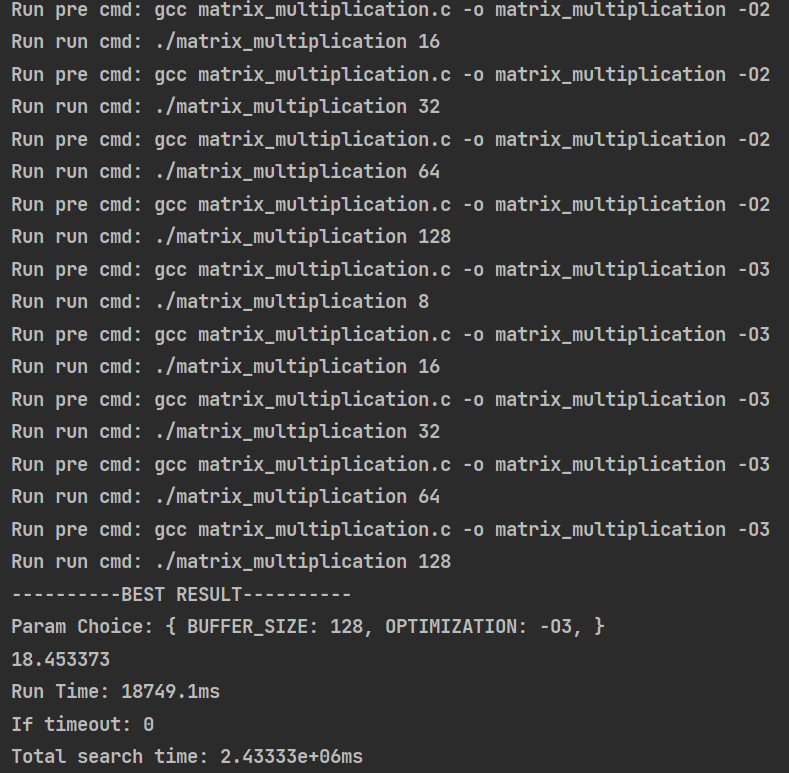 Run pre cmd: gcc matrix_multiplication.c -o matrix_multiplication -O2
Run run cmd: ./matrix_multiplication 16
Run pre cmd: gcc matrix_multiplication.c -o matrix_multiplication -O2
Run run cmd: ./matrix_multiplication 32
Run pre cmd: gcc matrix_multiplication.c -o matrix_multiplication -O2
Run run cmd: ./matrix_multiplication 64
Run pre cmd: gcc matrix_multiplication.c -o matrix_multiplication -O2
Run run cmd: ./matrix_multiplication 128
Run pre cmd: gcc matrix_multiplication.c -o matrix_multiplication -O3
Run run cmd: ./matrix_multiplication 8
Run pre cmd: gcc matrix_multiplication.c -o matrix_multiplication -O3
Run run cmd: ./matrix_multiplication 16
Run pre cmd: gcc matrix_multiplication.c -o matrix_multiplication -O3
Run run cmd: ./matrix_multiplication 32
Run pre cmd: gcc matrix_multiplication.c -o matrix_multiplication -O3
Run run cmd: ./matrix_multiplication 64
Run pre cmd: gcc matrix_multiplication.c -o matrix_multiplication -O3
Run run cmd: ./matrix_multiplication 128
----------BEST RESULT----------
Param Choice: { BUFFER_SIZE: 128, OPTIMIZATION: -O3, }
18.453373
Run Time: 18749.1ms
If timeout: 0
Total search time: 2.43333e+06ms